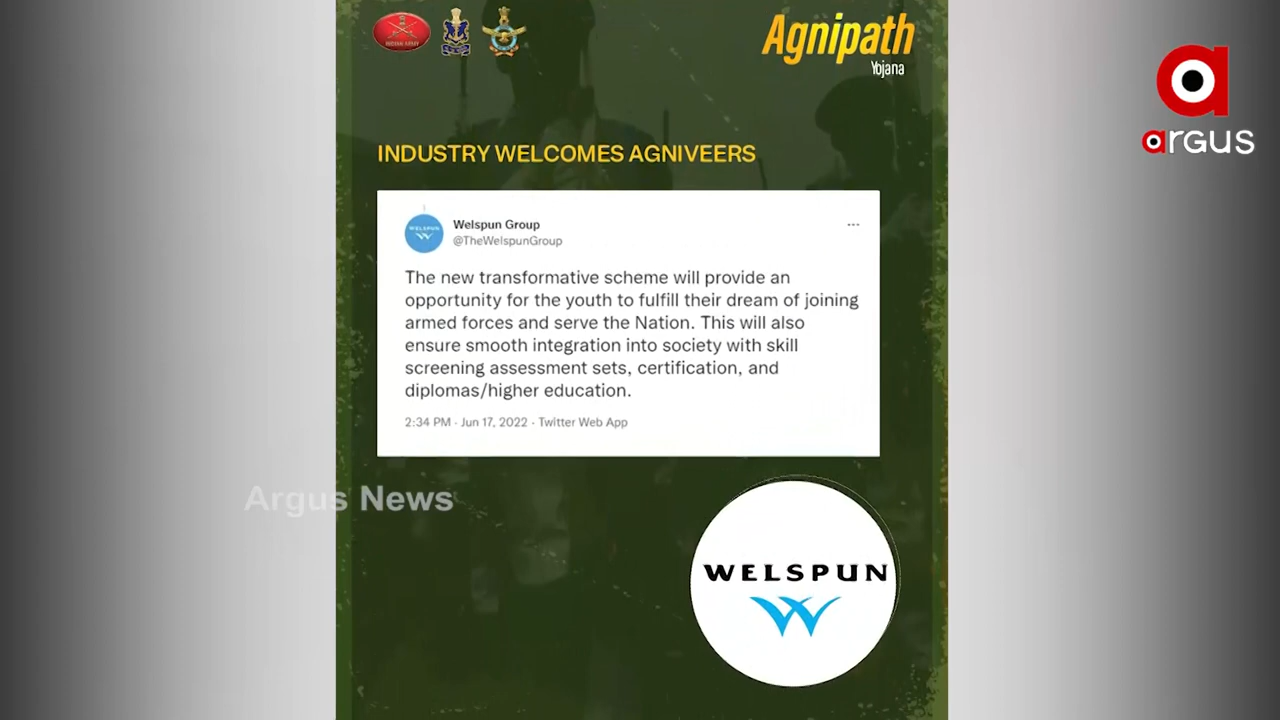 Agnipath
Yojana
argus
INDUSTRY WELCOMES AGNIVEERS
WELSPUN
Welspun Group
@TheWelspunGroup
The new transformative scheme will provide an
opportunity for the youth to fulfill their dream of joining
armed forces and serve the Nation. This will also
ensure smooth integration into society with skill
screening assessment sets, certification, and
diplomas/higher education.
2:34 PM · Jun 17, 2022 · Twitter Web App
Argus News
WELSPUN